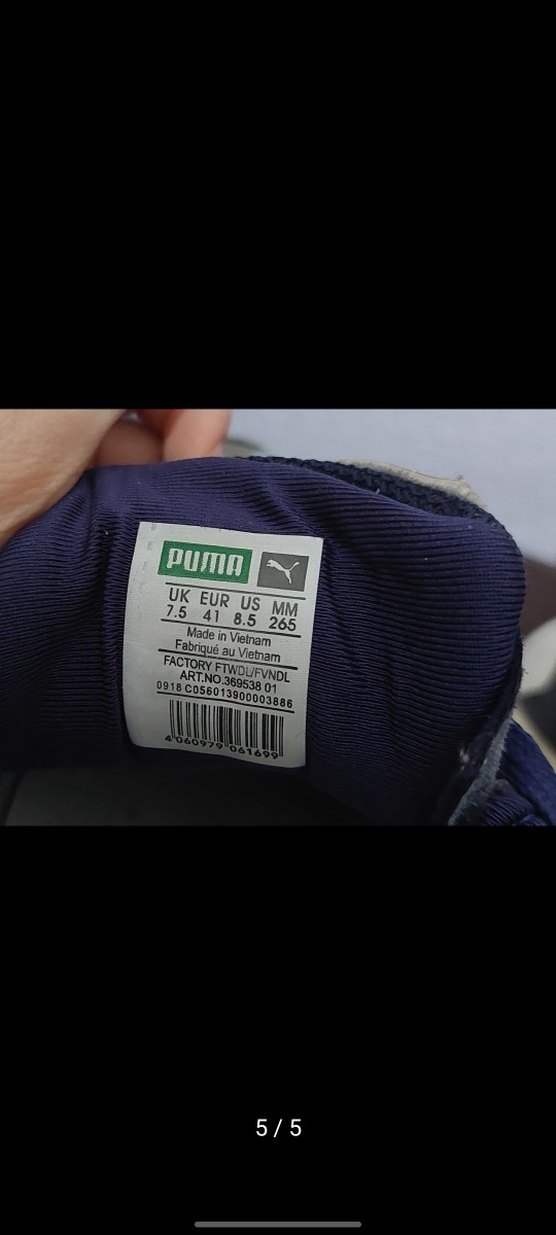 PUMA
UK EUR US MM
7.5 41 8.5 265
Made in Vietnam
Fabriqué au Vietnam
FACTORY FTWDL/FVNDL
ART.NO.369538 01
0918 C056013900003886
4 060979 061699
5 / 5